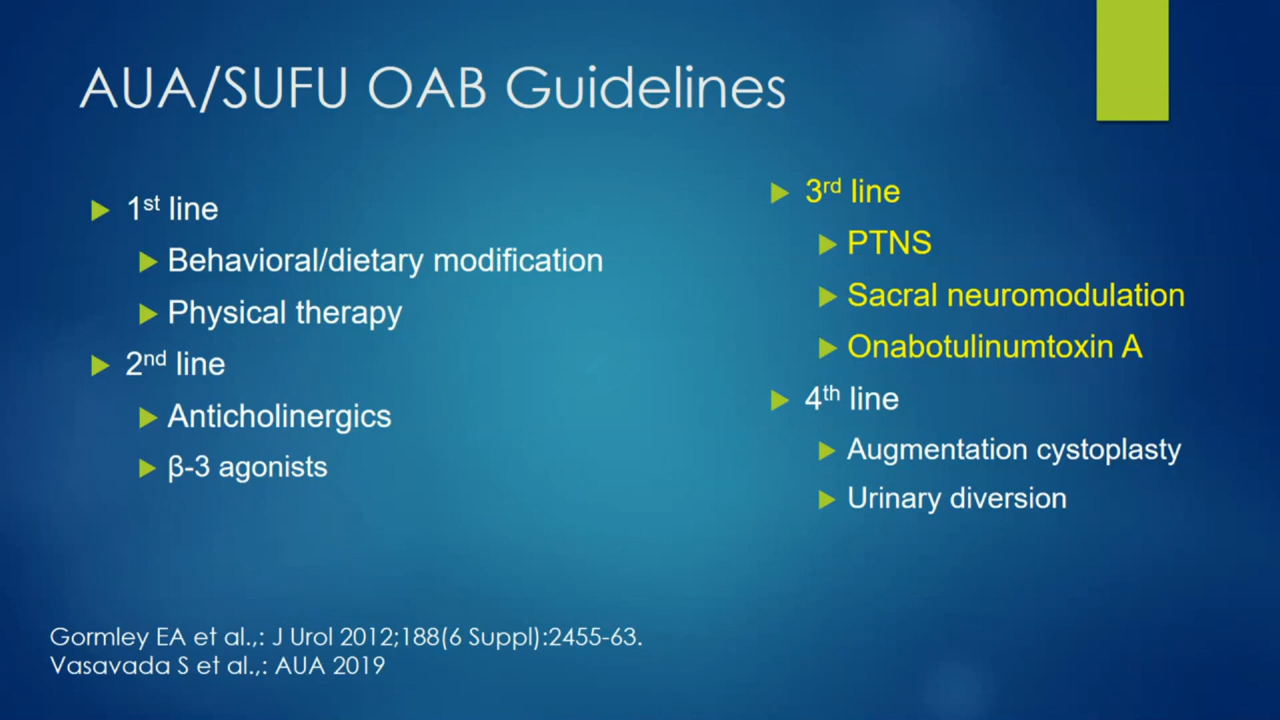 AUA/SUFU OAB Guidelines
1st line
Behavioral/dietary modification
Physical therapy
2nd line
Anticholinergics
β-3 agonists
3rd line
PTNS
Sacral neuromodulation
Onabotulinumtoxin A
4th line
Augmentation cystoplasty
Urinary diversion
Gormley EA et al.,: J Urol 2012;188(6 Suppl):2455-63.
Vasavada S et al.,: AUA 2019